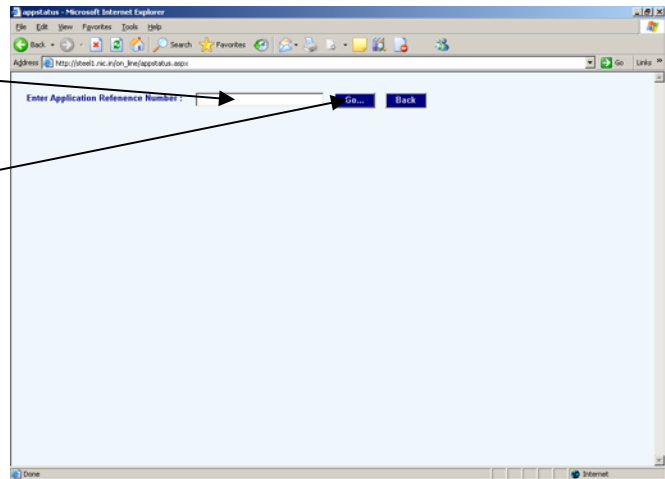 appstatus - Microsoft Internet Explorer
File Edit View Favorites Tools Help
Back Search Favorites
Address http://steel1.nic.in/on_line/appstatus.aspx Go Links »
Enter Application Refenence Number : Go... Back
Done Internet